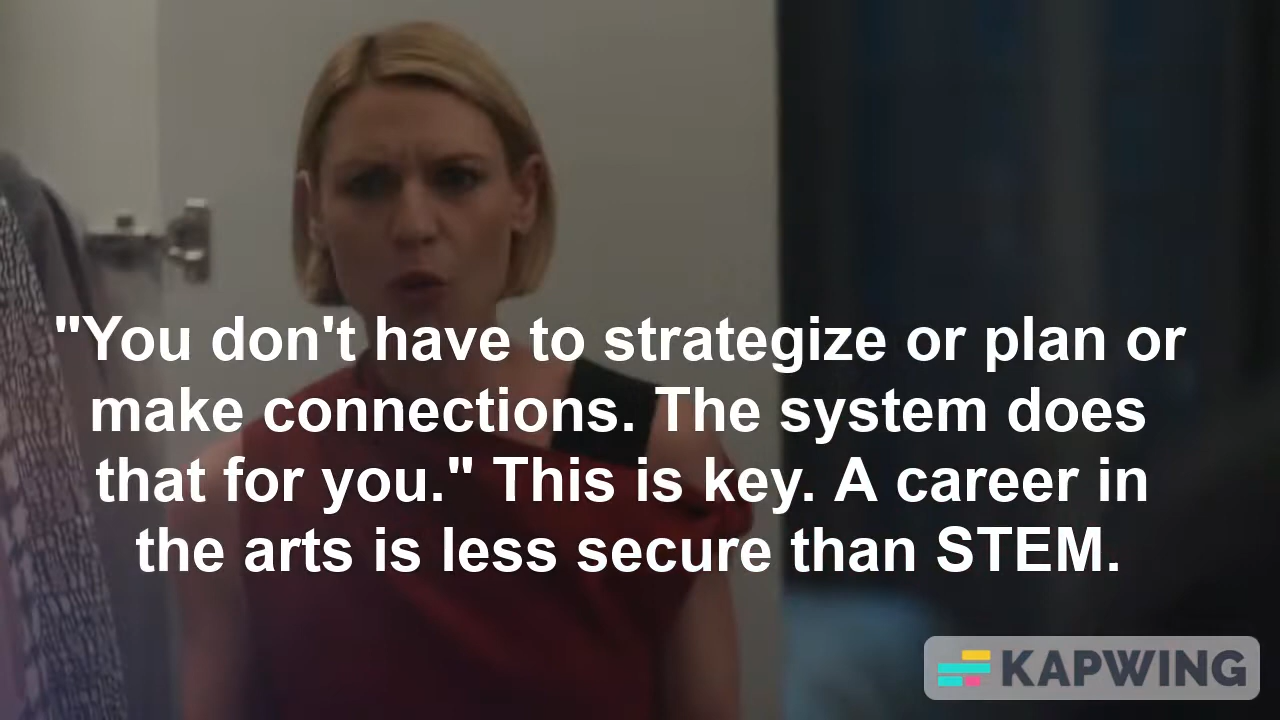 "You don't have to strategize or plan or
make connections. The system does
that for you." This is key. A career in
the arts is less secure than STEM.
KAPWING